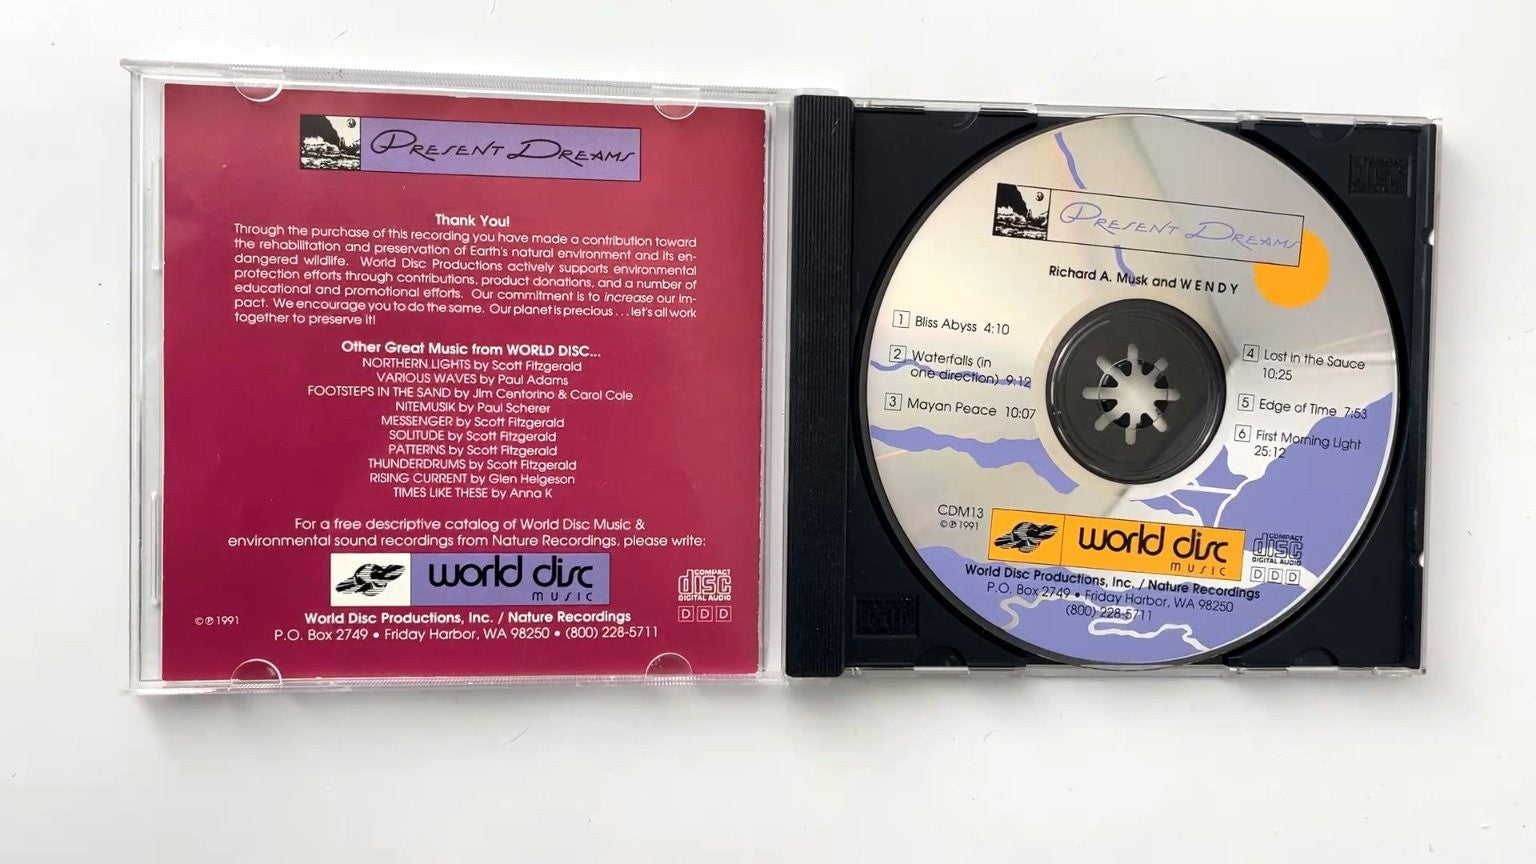 PRESENT DREAMS
Thank You!
Through the purchase of this recording you have made a contribution toward
the rehabilitation and preservation of Earth's natural environment and its en-
dangered wildlife. World Disc Productions actively supports environmental
protection efforts through contributions, product donations, and a number of
educational and promotional efforts. Our commitment is to increase our im-
pact. We encourage you to do the same. Our planet is precious . . . let's all work
together to preserve it!
Other Great Music from WORLD DISC...
NORTHERN LIGHTS by Scott Fitzgerald
VARIOUS WAVES by Paul Adams
FOOTSTEPS IN THE SAND by Jim Centorino & Carol Cole
NITEMUSIK by Paul Scherer
MESSENGER by Scott Fitzgerald
SOLITUDE by Scott Fitzgerald
PATTERNS by Scott Fitzgerald
THUNDERDRUMS by Scott Fitzgerald
RISING CURRENT by Glen Helgeson
TIMES LIKE THESE by Anna K
For a free descriptive catalog of World Disc Music &
environmental sound recordings from Nature Recordings, please write:
world disc
MUSIC
COMPACT
disc
DIGITAL AUDIO
D D D
© ℗ 1991
World Disc Productions, Inc. / Nature Recordings
P.O. Box 2749 • Friday Harbor, WA 98250 • (800) 228-5711
PRESENT DREAMS
Richard A. Musk and WENDY
1 Bliss Abyss 4:10
2 Waterfalls (in
one direction) 9:12
3 Mayan Peace 10:07
4 Lost in the Sauce
10:25
5 Edge of Time 7:53
6 First Morning Light
25:12
CDM13
© ℗ 1991
world disc
MUSIC
COMPACT
disc
DIGITAL AUDIO
D D D
World Disc Productions, Inc. / Nature Recordings
P.O. Box 2749 • Friday Harbor, WA 98250
(800) 228-5711